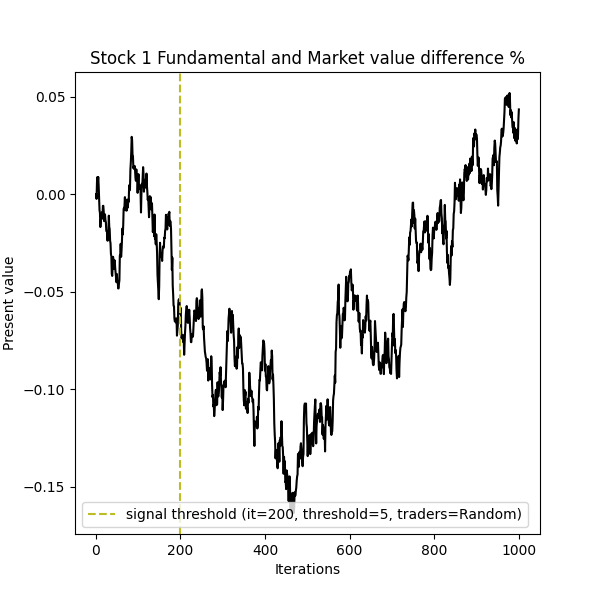 Stock 1 Fundamental and Market value difference %
Present value
0.05
0.00
−0.05
−0.10
−0.15
signal threshold (it=200, threshold=5, traders=Random)
0 200 400 600 800 1000
Iterations